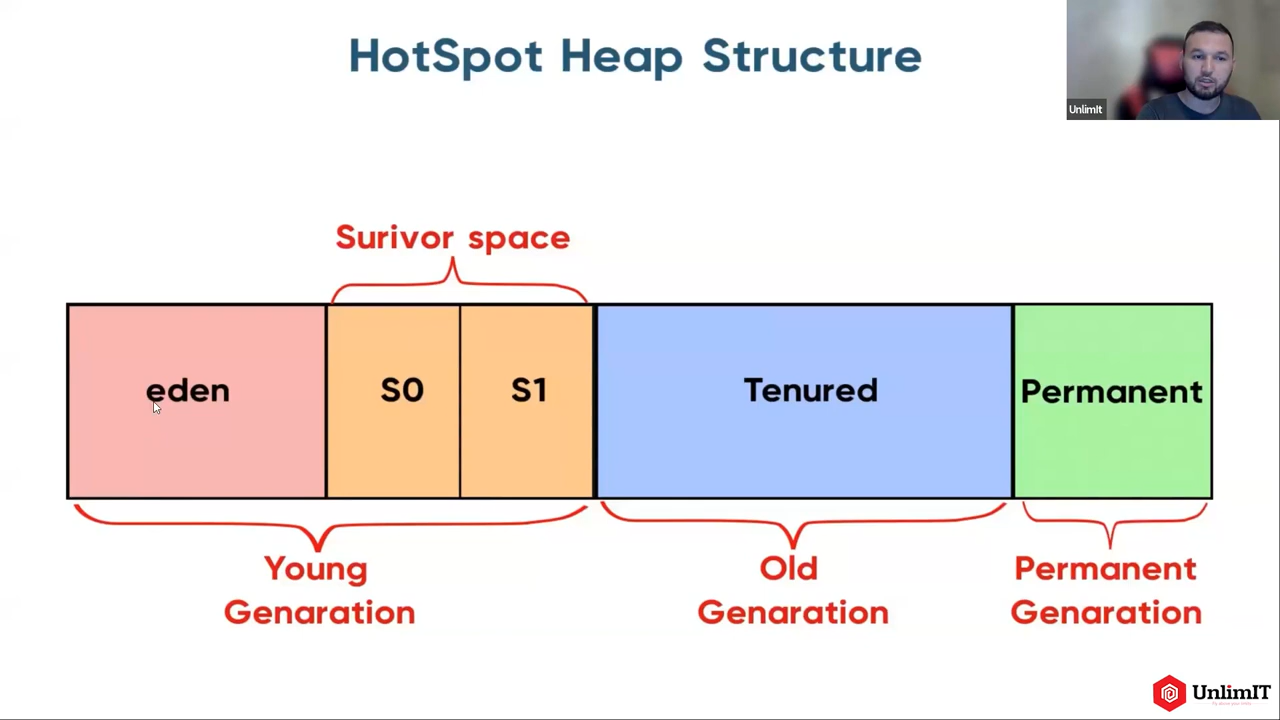 HotSpot Heap Structure
UnlimIt
Surivor space
eden
S0
S1
Tenured
Permanent
Young
Genaration
Old
Genaration
Permanent
Genaration
UnlimIT